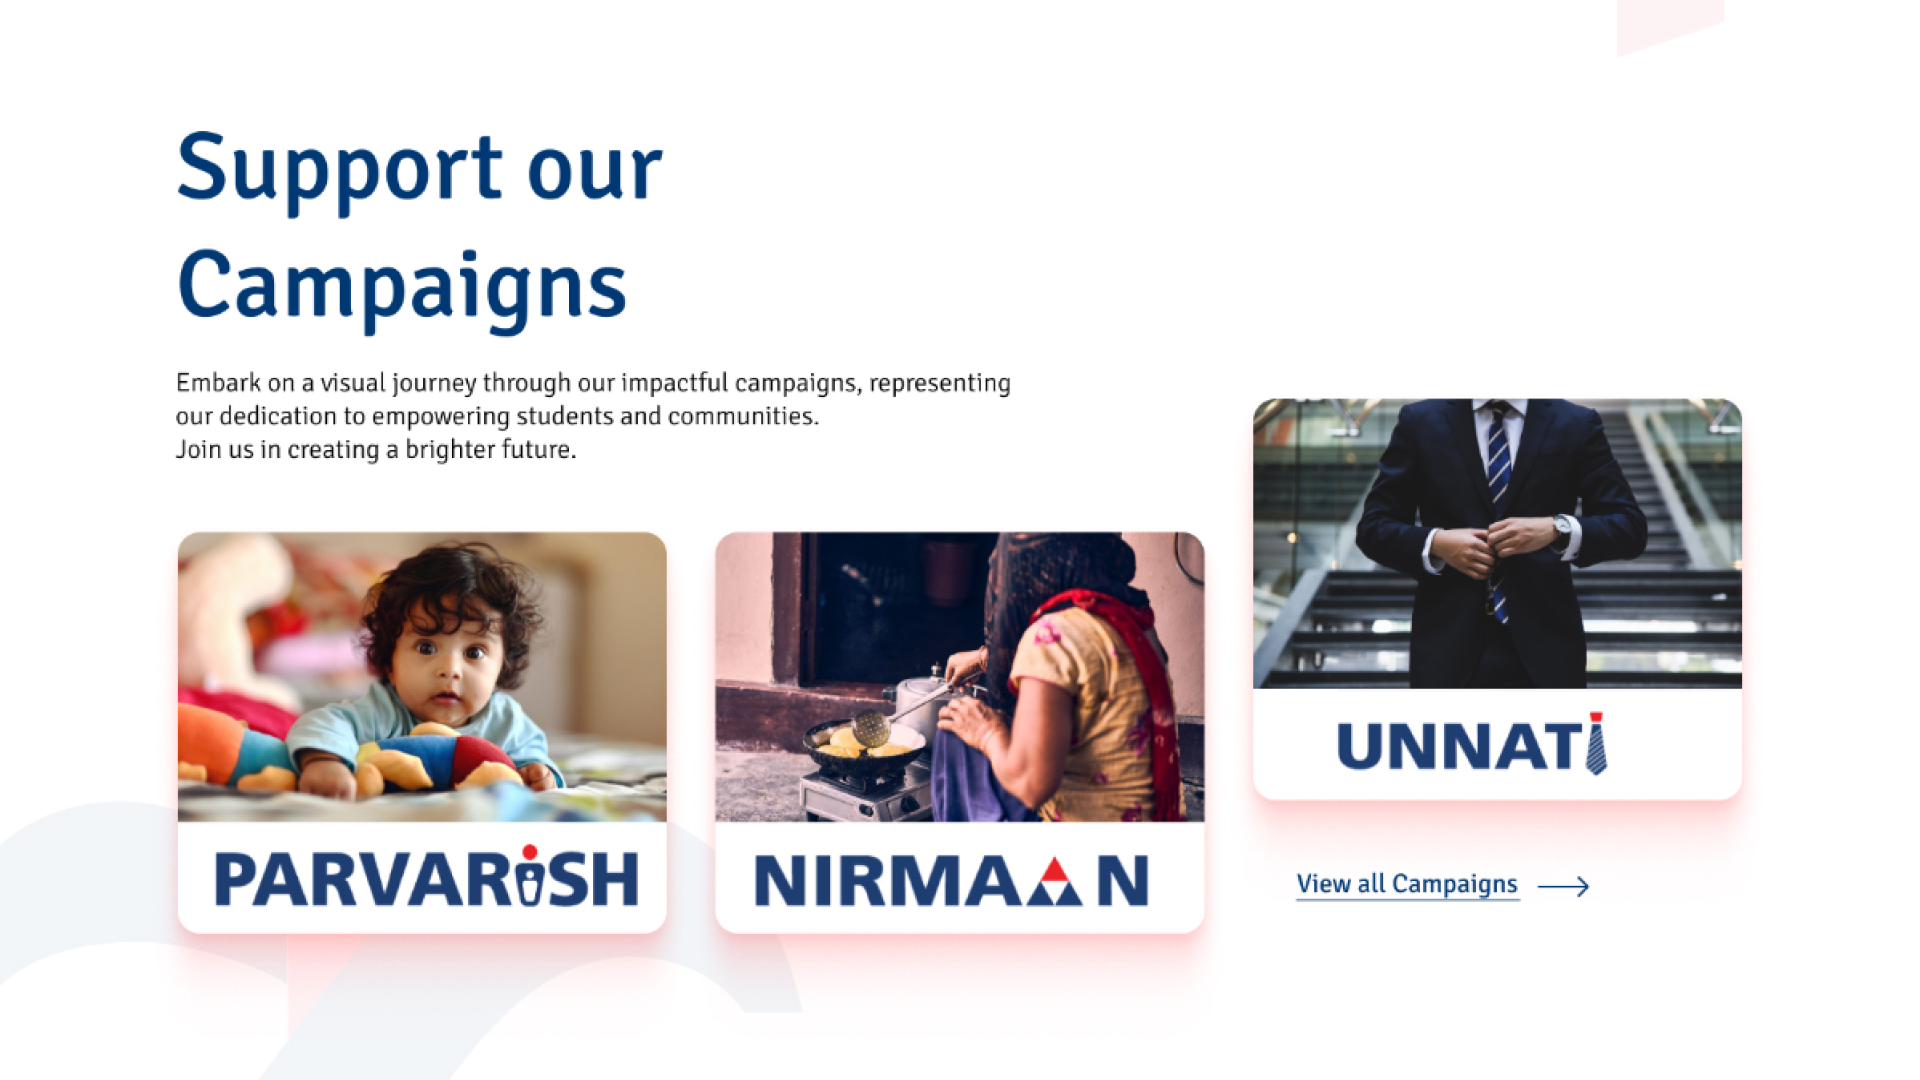 Support our
Campaigns
Embark on a visual journey through our impactful campaigns, representing
our dedication to empowering students and communities.
Join us in creating a brighter future.
PARVARiSH
NIRMAAN
UNNATi
View all Campaigns